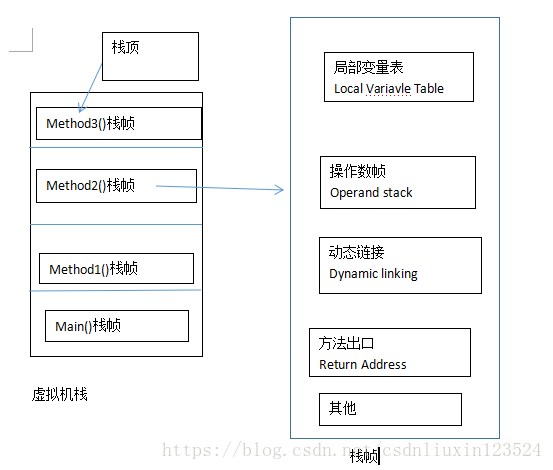 栈顶
Method3()栈帧
Method2()栈帧
Method1()栈帧
Main()栈帧
虚拟机栈
局部变量表
Local Variavle Table
操作数帧
Operand stack
动态链接
Dynamic linking
方法出口
Return Address
其他
栈帧
https://blog.csdn.net/csdnliuxin123524